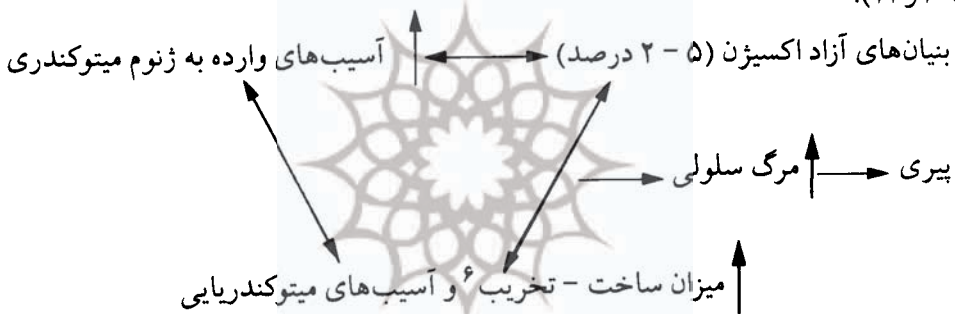 بنیان‌های آزاد اکسیژن (۵ - ۲ درصد) آسیب‌های وارده به ژنوم میتوکندری
مرگ سلولی پیری
میزان ساخت - تخریب ۶ و آسیب‌های میتوکندریایی